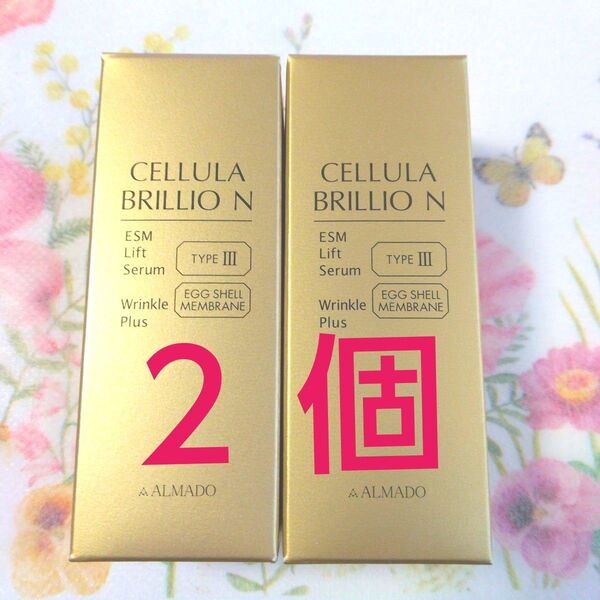 CELLULA
BRILLIO N
ESM
Lift
Serum
TYPE III
Wrinkle
Plus
EGG SHELL
MEMBRANE
ALMADO
CELLULA
BRILLIO N
ESM
Lift
Serum
TYPE III
Wrinkle
Plus
EGG SHELL
MEMBRANE
ALMADO
2個